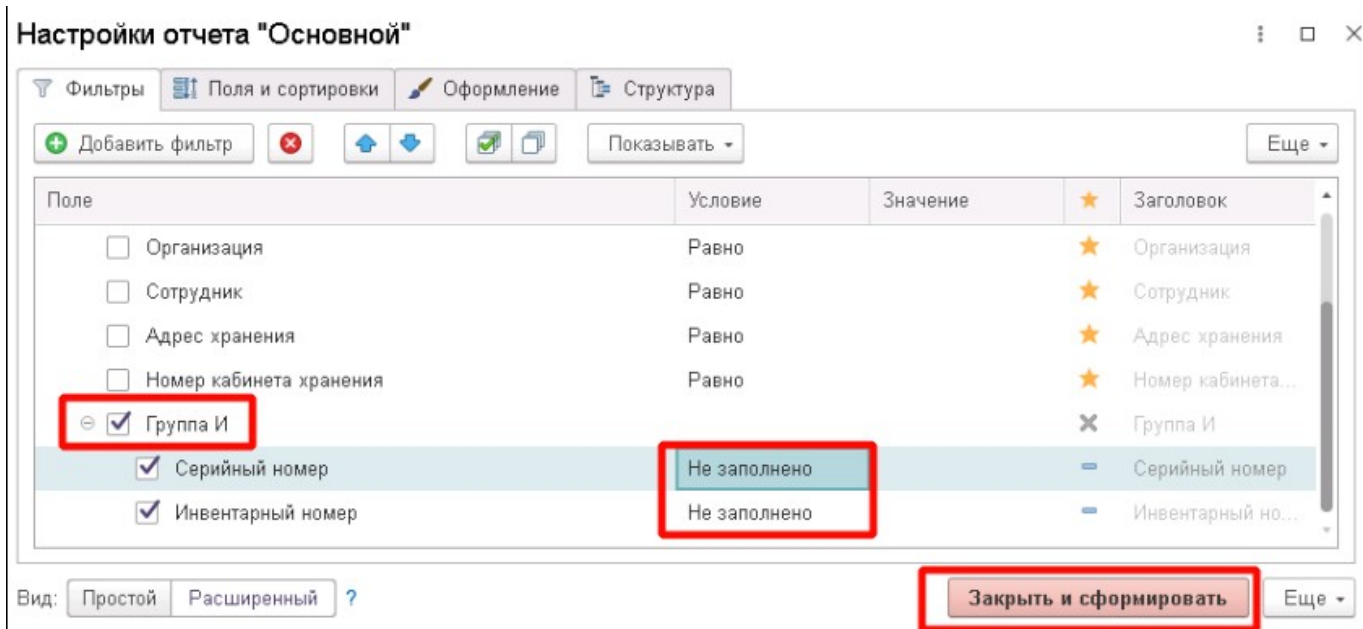 Настройки отчета "Основной"
Фильтры Поля и сортировки Оформление Структура
Добавить фильтр Показывать Еще
Поле Условие Значение Заголовок
Организация Равно Организация
Сотрудник Равно Сотрудник
Адрес хранения Равно Адрес хранения
Номер кабинета хранения Равно Номер кабинета...
Группа И Группа И
Серийный номер Не заполнено Серийный номер
Инвентарный номер Не заполнено Инвентарный но...
Вид: Простой Расширенный ? Закрыть и сформировать Еще